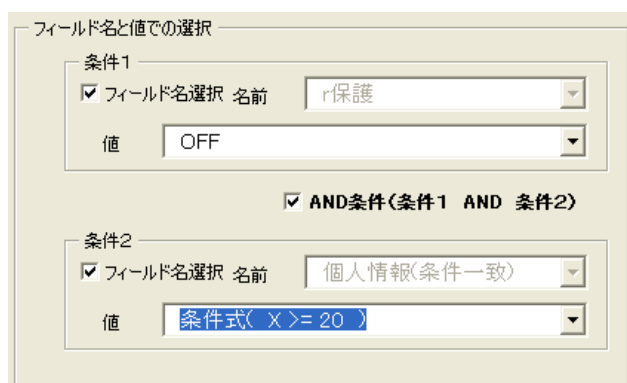 フィールド名と値での選択
条件1
フィールド名選択 名前 r保護
値 OFF
AND条件(条件1 AND 条件2)
条件2
フィールド名選択 名前 個人情報(条件一致)
値 条件式( X >= 20 )